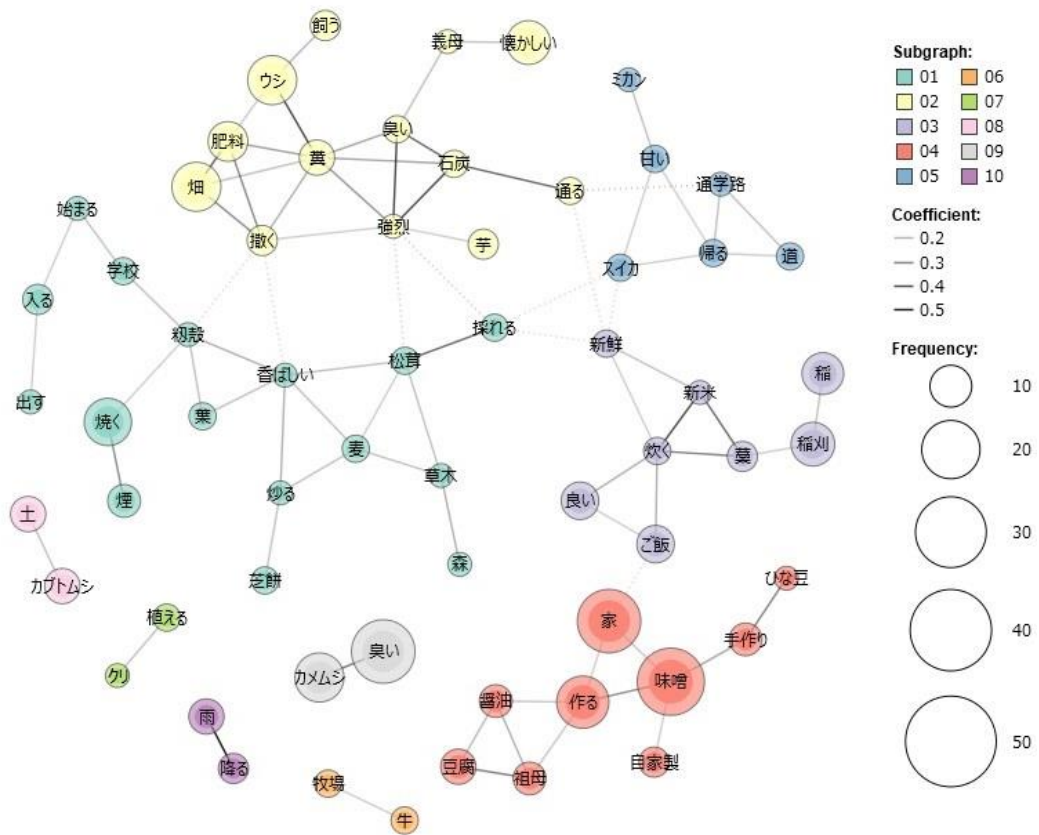 飼う
義母
懐かしい
ウシ
肥料
糞
臭い
石炭
畑
撒く
強烈
芋
通る
ミカン
甘い
通学路
スイカ
帰る
道
始まる
学校
入る
出す
籾殻
香ばしい
松茸
採れる
新鮮
焼く
葉
麦
草木
煙
炒る
森
芝餅
新米
稲
稲刈
炊く
藁
良い
ご飯
土
カブトムシ
植える
クリ
臭い
カメムシ
雨
降る
牧場
牛
家
ひな豆
手作り
味噌
醤油
作る
豆腐
祖母
自家製
Subgraph:
01 06
02 07
03 08
04 09
05 10
Coefficient:
0.2
0.3
0.4
0.5
Frequency:
10
20
30
40
50